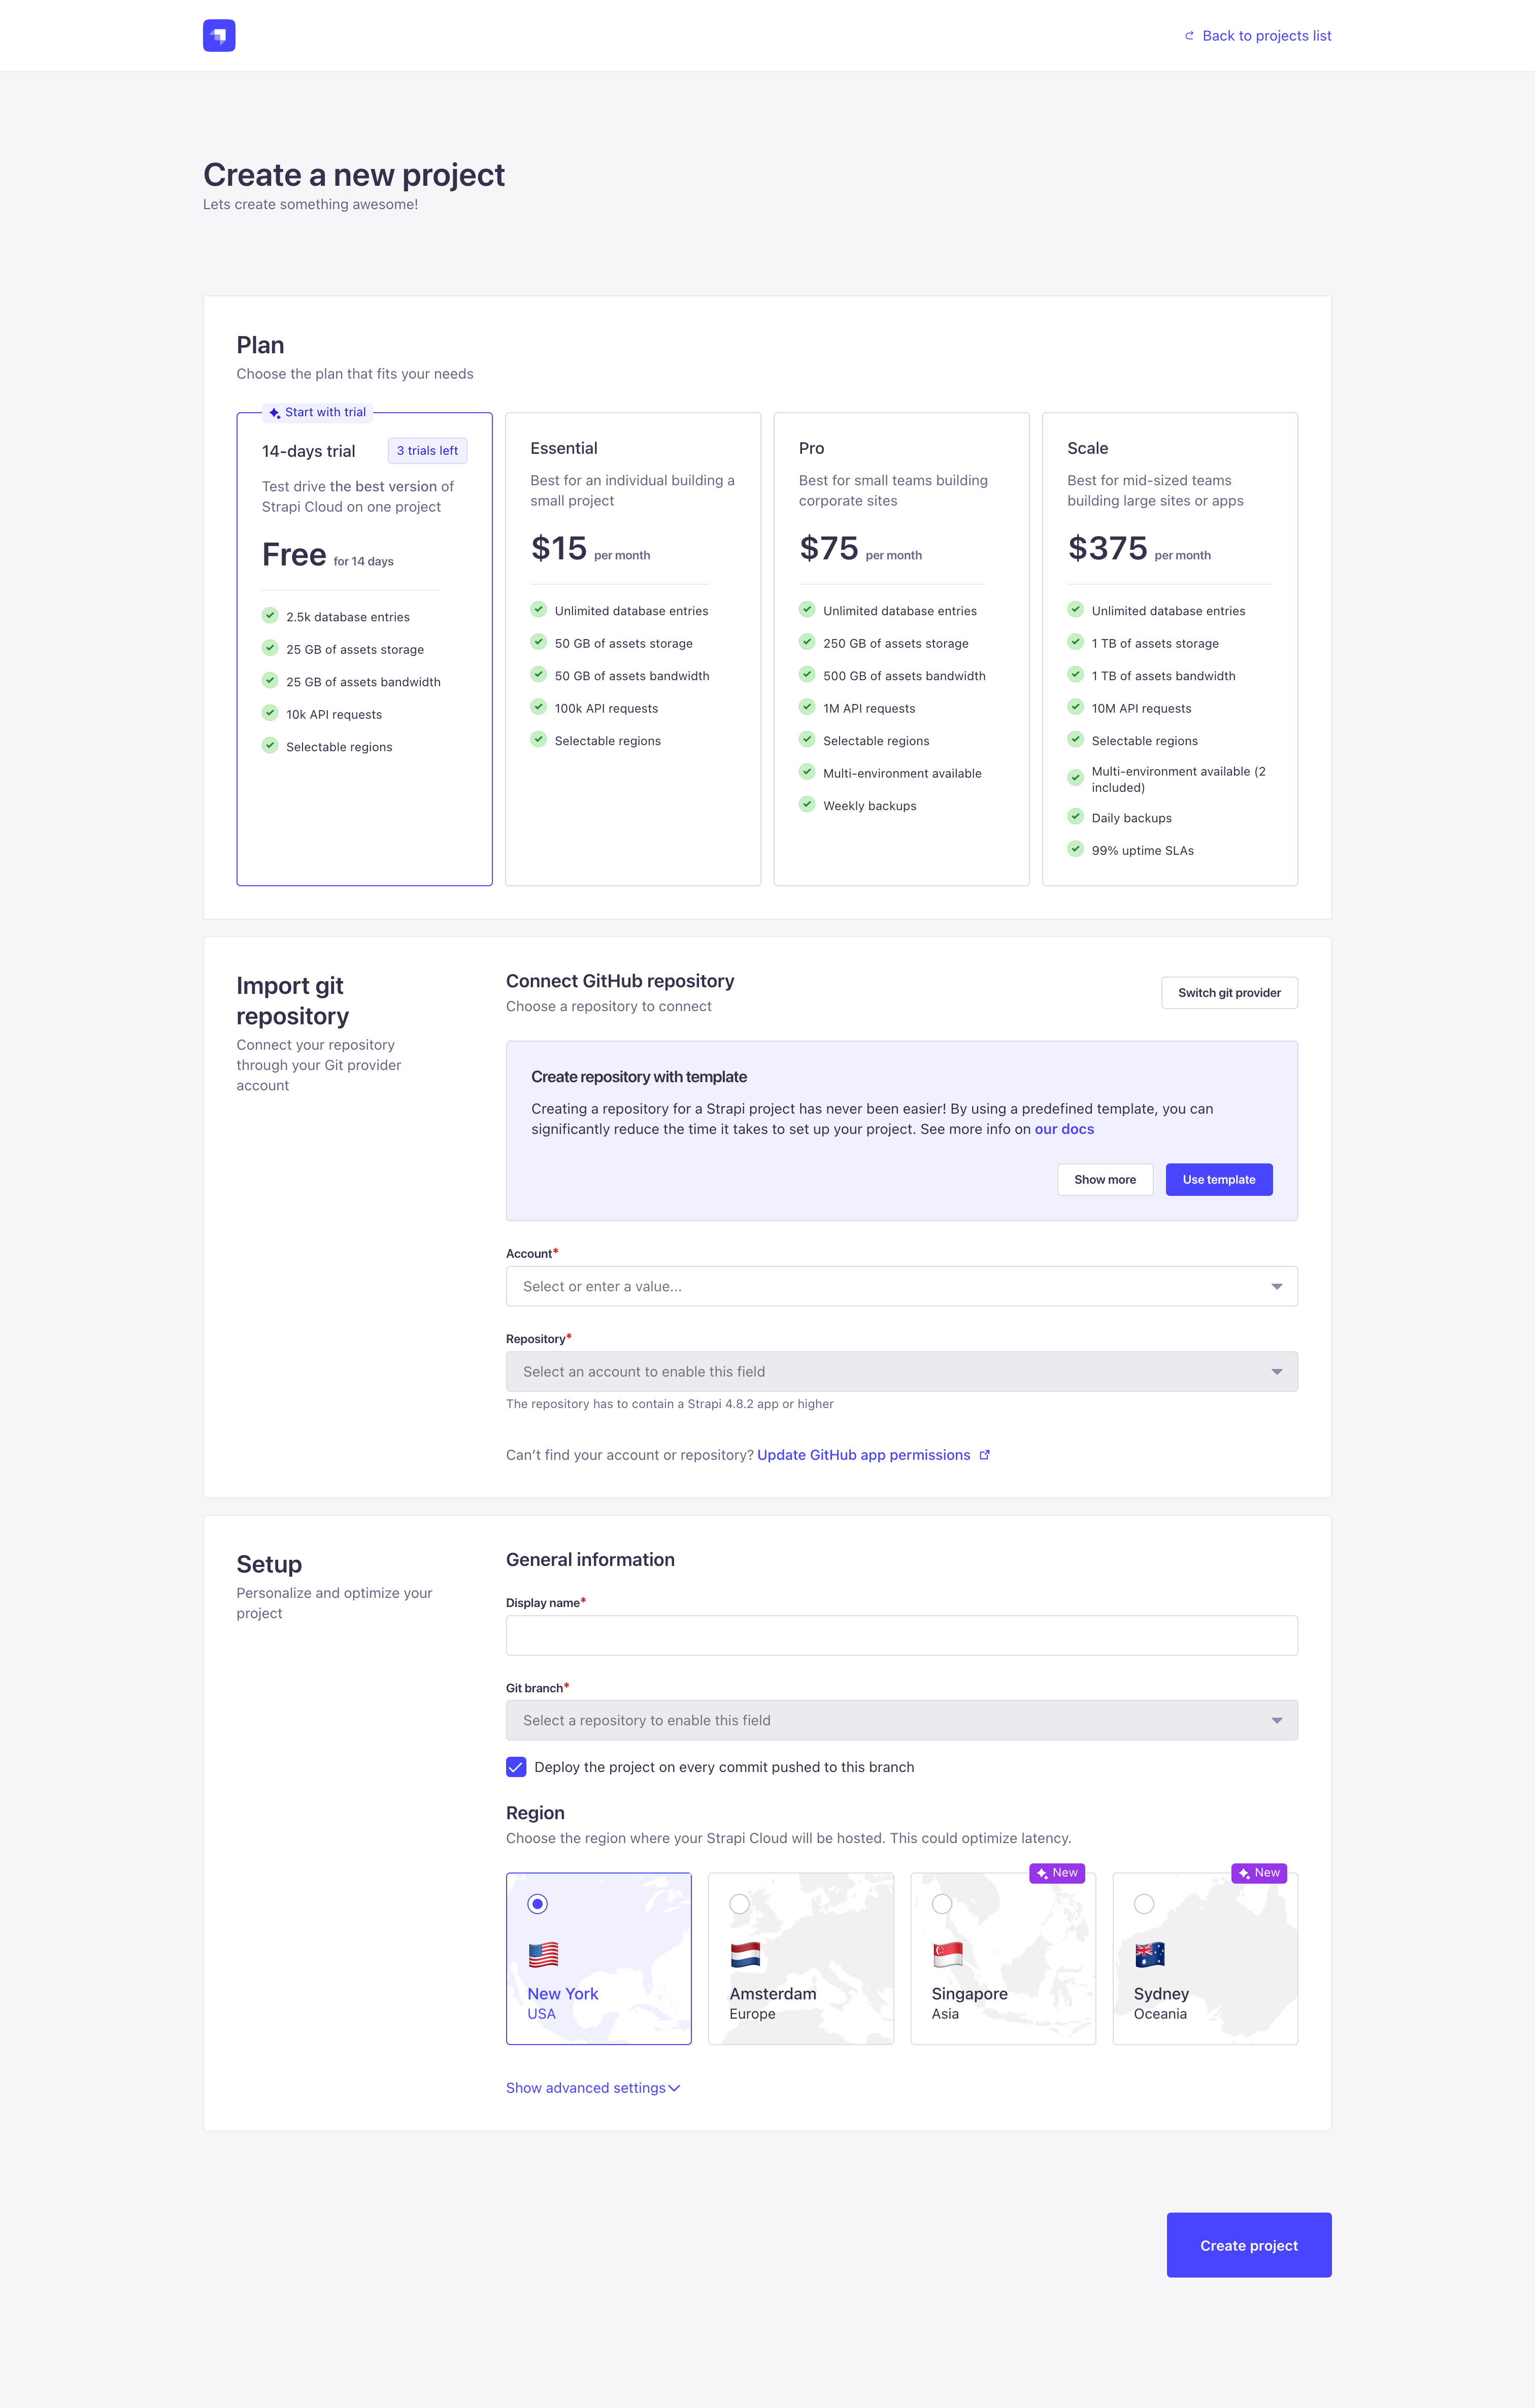 Back to projects list
Create a new project
Lets create something awesome!
Plan
Choose the plan that fits your needs
Start with trial
14-days trial
3 trials left
Test drive the best version of
Strapi Cloud on one project
Free for 14 days
2.5k database entries
25 GB of assets storage
25 GB of assets bandwidth
10k API requests
Selectable regions
Essential
Best for an individual building a
small project
$15 per month
Unlimited database entries
50 GB of assets storage
50 GB of assets bandwidth
100k API requests
Selectable regions
Pro
Best for small teams building
corporate sites
$75 per month
Unlimited database entries
250 GB of assets storage
500 GB of assets bandwidth
1M API requests
Selectable regions
Multi-environment available
Weekly backups
Scale
Best for mid-sized teams
building large sites or apps
$375 per month
Unlimited database entries
1 TB of assets storage
1 TB of assets bandwidth
10M API requests
Selectable regions
Multi-environment available (2
included)
Daily backups
99% uptime SLAs
Import git
repository
Connect your repository
through your Git provider
account
Connect GitHub repository
Choose a repository to connect
Switch git provider
Create repository with template
Creating a repository for a Strapi project has never been easier! By using a predefined template, you can
significantly reduce the time it takes to set up your project. See more info on our docs
Show more
Use template
Account*
Select or enter a value...
Repository*
Select an account to enable this field
The repository has to contain a Strapi 4.8.2 app or higher
Can't find your account or repository? Update GitHub app permissions
Setup
Personalize and optimize your
project
General information
Display name*
Git branch*
Select a repository to enable this field
Deploy the project on every commit pushed to this branch
Region
Choose the region where your Strapi Cloud will be hosted. This could optimize latency.
New York
USA
Amsterdam
Europe
New
Singapore
Asia
New
Sydney
Oceania
Show advanced settings
Create project